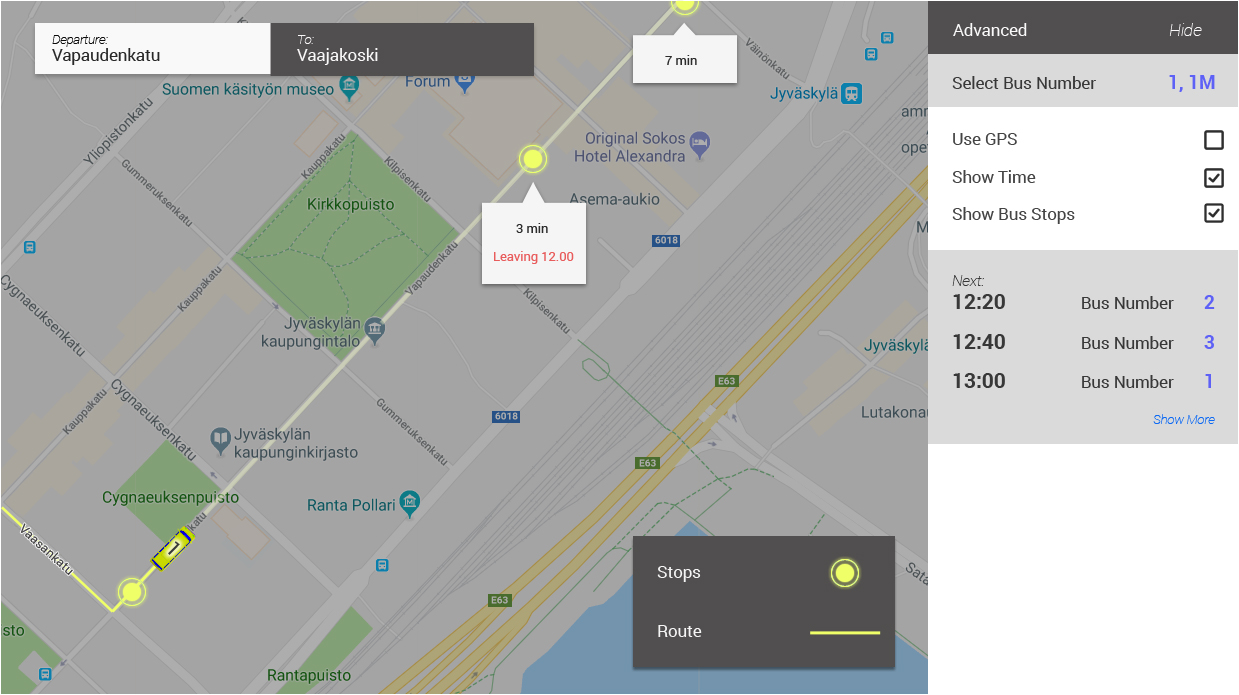 Departure:
Vapaudenkatu
To:
Vaajakoski
7 min
Väinönkatu
Suomen käsityön museo
Forum
Jyväskylä
Yliopistonkatu
Kauppakatu
Kilpisenkatu
Original Sokos
Hotel Alexandra
Gummeruksenkatu
Kirkkopuisto
Asema-aukio
3 min
Leaving 12.00
6018
Vapaudenkatu
Kauppakatu
Kilpisenkatu
Cygnaeuksenkatu
Jyväskylän
kaupungintalo
Jyväskylä
E63
Cygnaeuksenkatu
Kauppakatu
Gummeruksenkatu
6018
Lutakonau
Jyväskylän
kaupunginkirjasto
E63
Cygnaeuksenpuisto
Ranta Pollari
ikatu
Vaasankatu
1
E63
Sata
sto
Rantapuisto
Stops
Route
Advanced
Hide
Select Bus Number
1, 1M
Use GPS
Show Time
Show Bus Stops
Next:
12:20 Bus Number 2
12:40 Bus Number 3
13:00 Bus Number 1
Show More